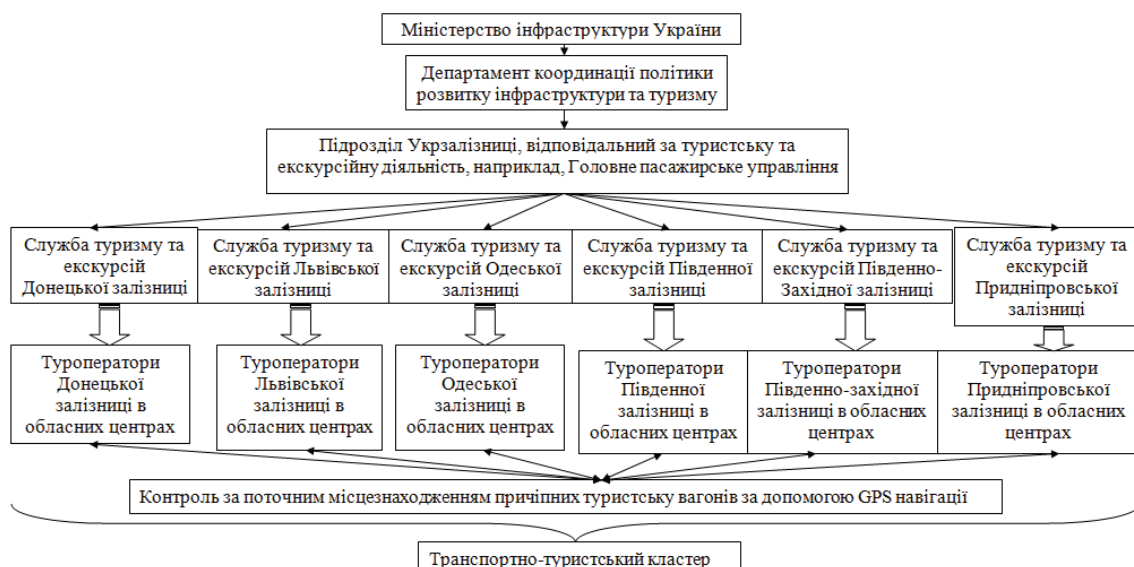 Міністерство інфраструктури України
Департамент координації політики
розвитку інфраструктури та туризму
Підрозділ Укрзалізниці, відповідальний за туристську та
екскурсійну діяльність, наприклад, Головне пасажирське управління
Служба туризму та
екскурсій
Донецької залізниці
Служба туризму та
екскурсій Львівської
залізниці
Служба туризму та
екскурсій Одеської
залізниці
Служба туризму та
екскурсій Південної
залізниці
Служба туризму та
екскурсій Південно-
Західної залізниці
Служба туризму та
екскурсій
Придніпровської
залізниці
Туроператори
Донецької
залізниці в
обласних центрах
Туроператори
Львівської
залізниці в
обласних центрах
Туроператори
Одеської
залізниці в
обласних центрах
Туроператори
Південної
залізниці в
обласних центрах
Туроператори
Південно-західної
залізниці в обласних
центрах
Туроператори
Придніпровської
залізниці в обласних
центрах
Контроль за поточним місцезнаходженням причіпних туристську вагонів за допомогою GPS навігації
Транспортно-туристський кластер